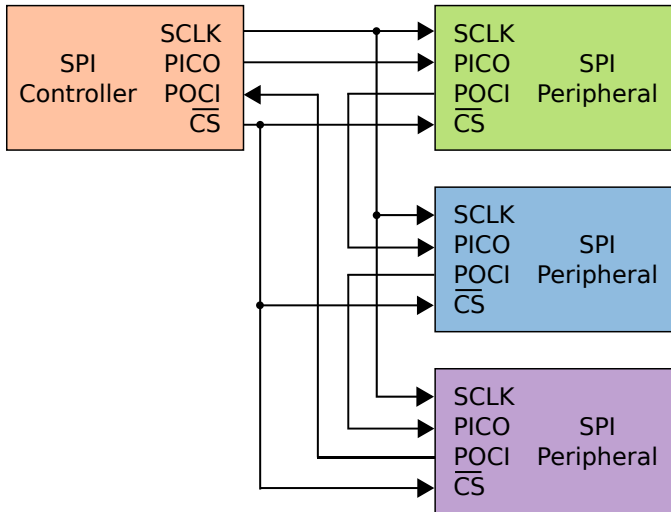 SPI
Controller
SCLK
PICO
POCI
CS
SCLK
PICO
POCI
CS
SPI
Peripheral
SCLK
PICO
POCI
CS
SPI
Peripheral
SCLK
PICO
POCI
CS
SPI
Peripheral